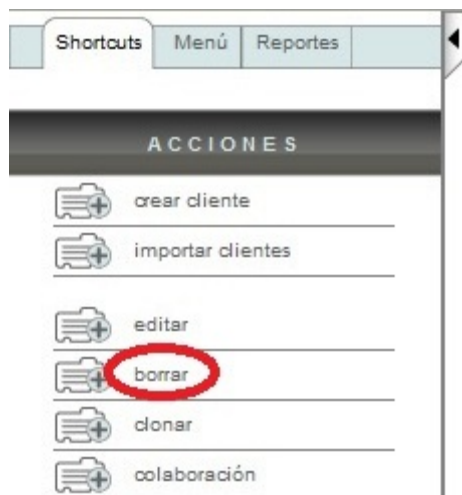 Shortcuts Menú Reportes
ACCIONES
crear cliente
importar clientes
editar
borrar
clonar
colaboración